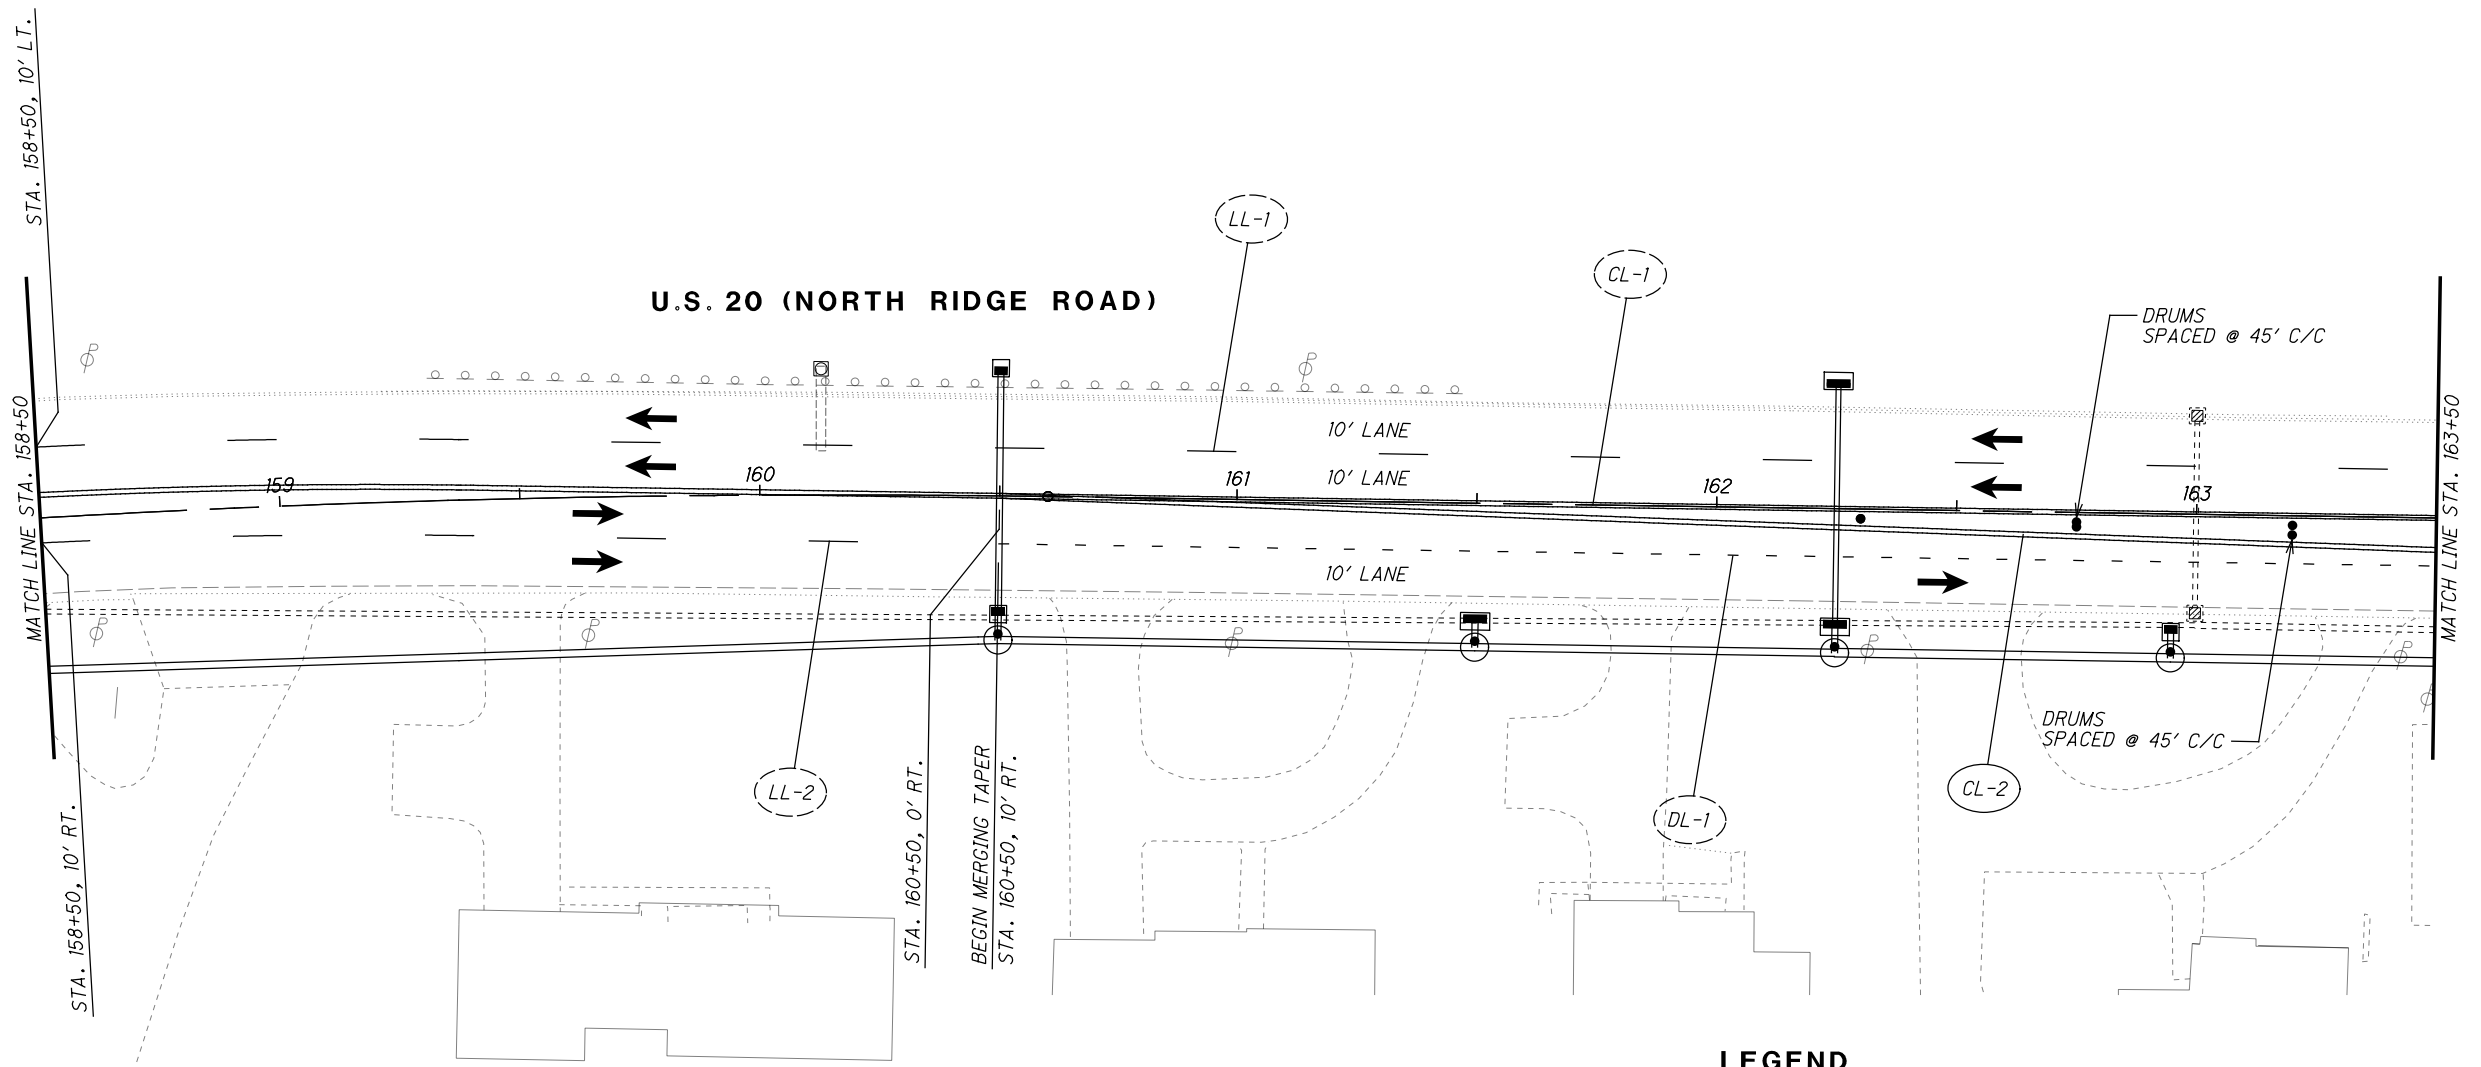 STA. 158+50, 10' LT.
LL-1
CL-1
U.S. 20 (NORTH RIDGE ROAD)
DRUMS
SPACED @ 45' C/C
MATCH LINE STA. 158+50
MATCH LINE STA. 163+50
10' LANE
10' LANE
159
160
161
162
163
10' LANE
LL-2
DL-1
CL-2
DRUMS
SPACED @ 45' C/C
STA. 158+50, 10' RT.
STA. 160+50, 0' RT.
BEGIN MERGING TAPER
STA. 160+50, 10' RT.
LEGEND